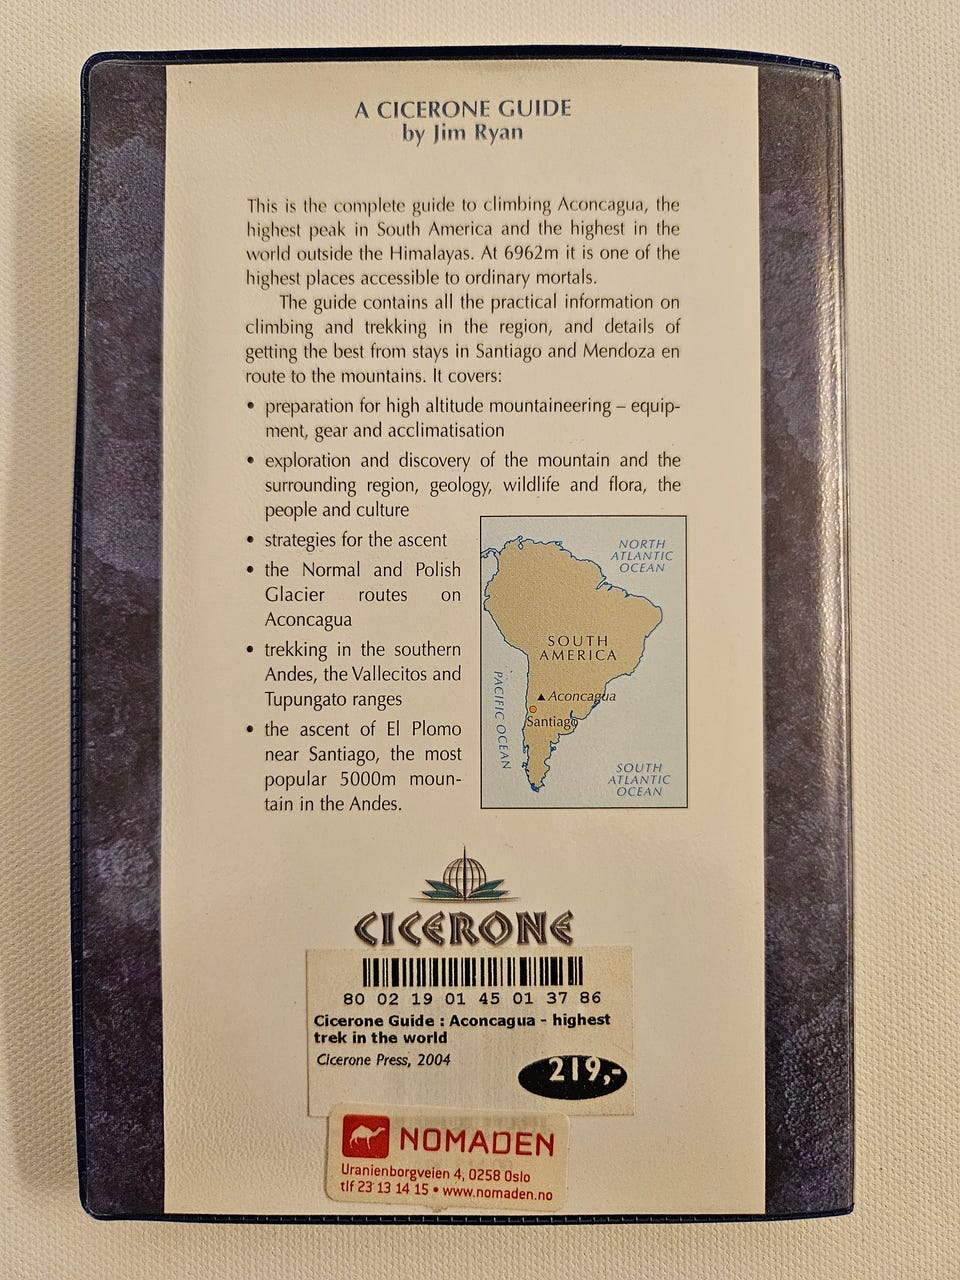 A CICERONE GUIDE
by Jim Ryan
This is the complete guide to climbing Aconcagua, the
highest peak in South America and the highest in the
world outside the Himalayas. At 6962m it is one of the
highest places accessible to ordinary mortals.
The guide contains all the practical information on
climbing and trekking in the region, and details of
getting the best from stays in Santiago and Mendoza en
route to the mountains. It covers:
• preparation for high altitude mountaineering – equip-
ment, gear and acclimatisation
• exploration and discovery of the mountain and the
surrounding region, geology, wildlife and flora, the
people and culture
• strategies for the ascent
• the Normal and Polish
Glacier routes on
Aconcagua
• trekking in the southern
Andes, the Vallecitos and
Tupungato ranges
• the ascent of El Plomo
near Santiago, the most
popular 5000m moun-
tain in the Andes.
NORTH
ATLANTIC
OCEAN
SOUTH
AMERICA
PACIFIC OCEAN
Aconcagua
Santiago
SOUTH
ATLANTIC
OCEAN
CICERONE
80 02 19 01 45 01 37 86
Cicerone Guide : Aconcagua - highest
trek in the world
Cicerone Press, 2004
219,-
NOMADEN
Uranienborgveien 4, 0258 Oslo
tlf 23 13 14 15 • www.nomaden.no